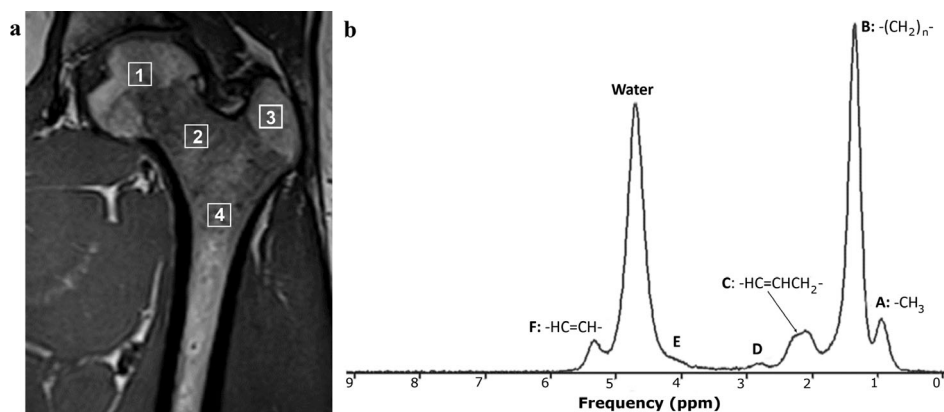 a
1
2
3
4
b
B: -(CH₂)ₙ-
Water
C: -HC=CHCH₂-
A: -CH₃
F: -HC=CH-
E
D
9 8 7 6 5 4 3 2 1 0
Frequency (ppm)